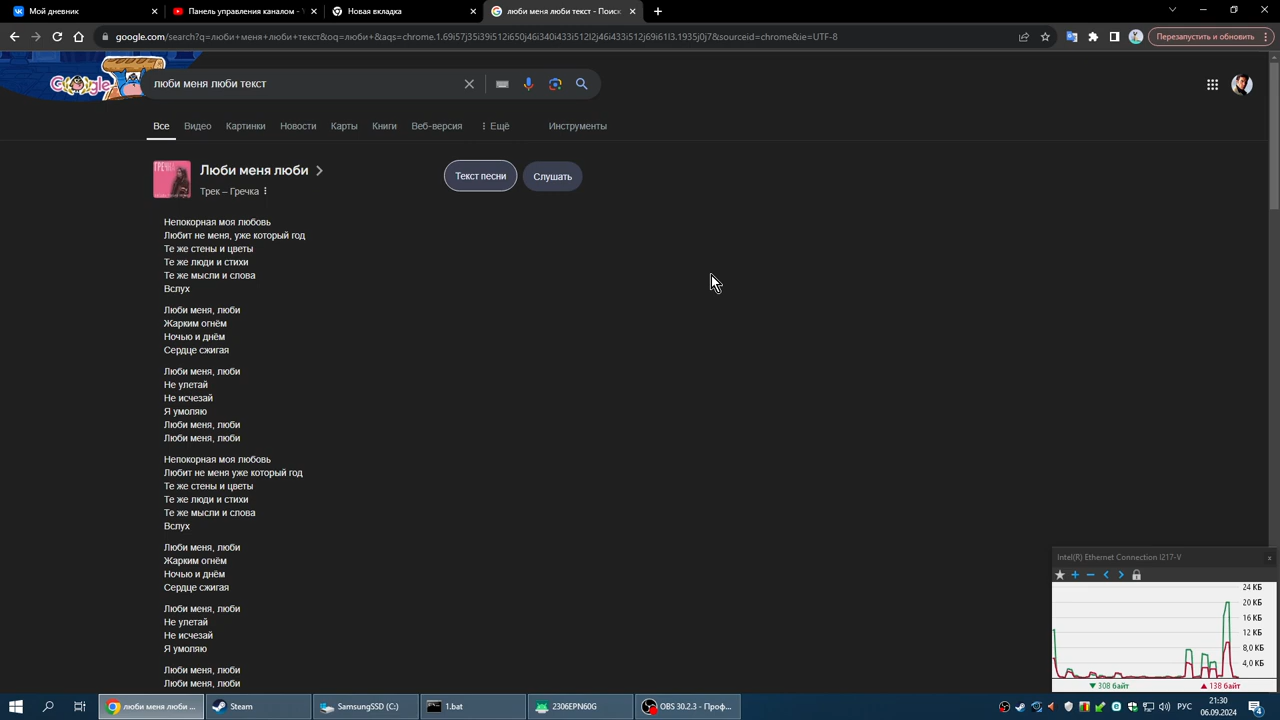 Мой дневник
Панель управления каналом - Y
Новая вкладка
люби меня люби текст - Поиск
google.com/search?q=люби+меня+люби+текст&oq=люби+&aqs=chrome.1.69i57j35i39i512l6
Перезапустить и обновить
Google
люби меня люби текст
Все
Видео
Картинки
Новости
Карты
Книги
Веб-версия
Ещё
Инструменты
ГРЕЧКА
Люби меня люби
Трек – Гречка
Текст песни
Слушать
Непокорная моя любовь
Любит не меня, уже который год
Те же стены и цветы
Те же люди и стихи
Те же мысли и слова
Вслух
Люби меня, люби
Жарким огнём
Ночью и днём
Сердце сжигая
Люби меня, люби
Не улетай
Не исчезай
Я умоляю
Люби меня, люби
Люби меня, люби
Непокорная моя любовь
Любит не меня уже который год
Те же стены и цветы
Те же люди и стихи
Те же мысли и слова
Вслух
Люби меня, люби
Жарким огнём
Ночью и днём
Сердце сжигая
Люби меня, люби
Не улетай
Не исчезай
Я умоляю
Люби меня, люби
Люби меня, люби
Intel(R) Ethernet Connection I217-V
24 КБ
20 КБ
16 КБ
12 КБ
8,0 КБ
4,0 КБ
308 байт
138 байт
люби меня люби ...
Steam
SamsungSSD (C:)
1.bat
2306EPN60G
OBS 30.2.3 - Проф...
РУС
21:30
06.09.2024